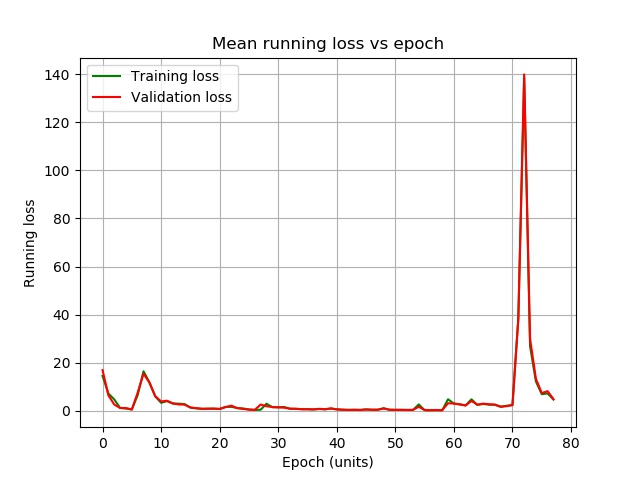 Mean running loss vs epoch
Training loss
Validation loss
Running loss
140
120
100
80
60
40
20
0
0 10 20 30 40 50 60 70 80
Epoch (units)